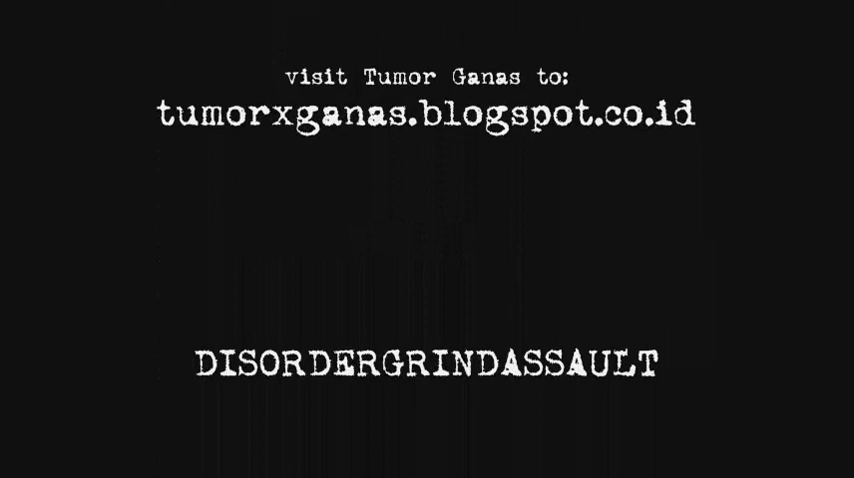 visit Tumor Ganas to:
tumorxganas.blogspot.co.id
DISORDERGRINDASSAULT